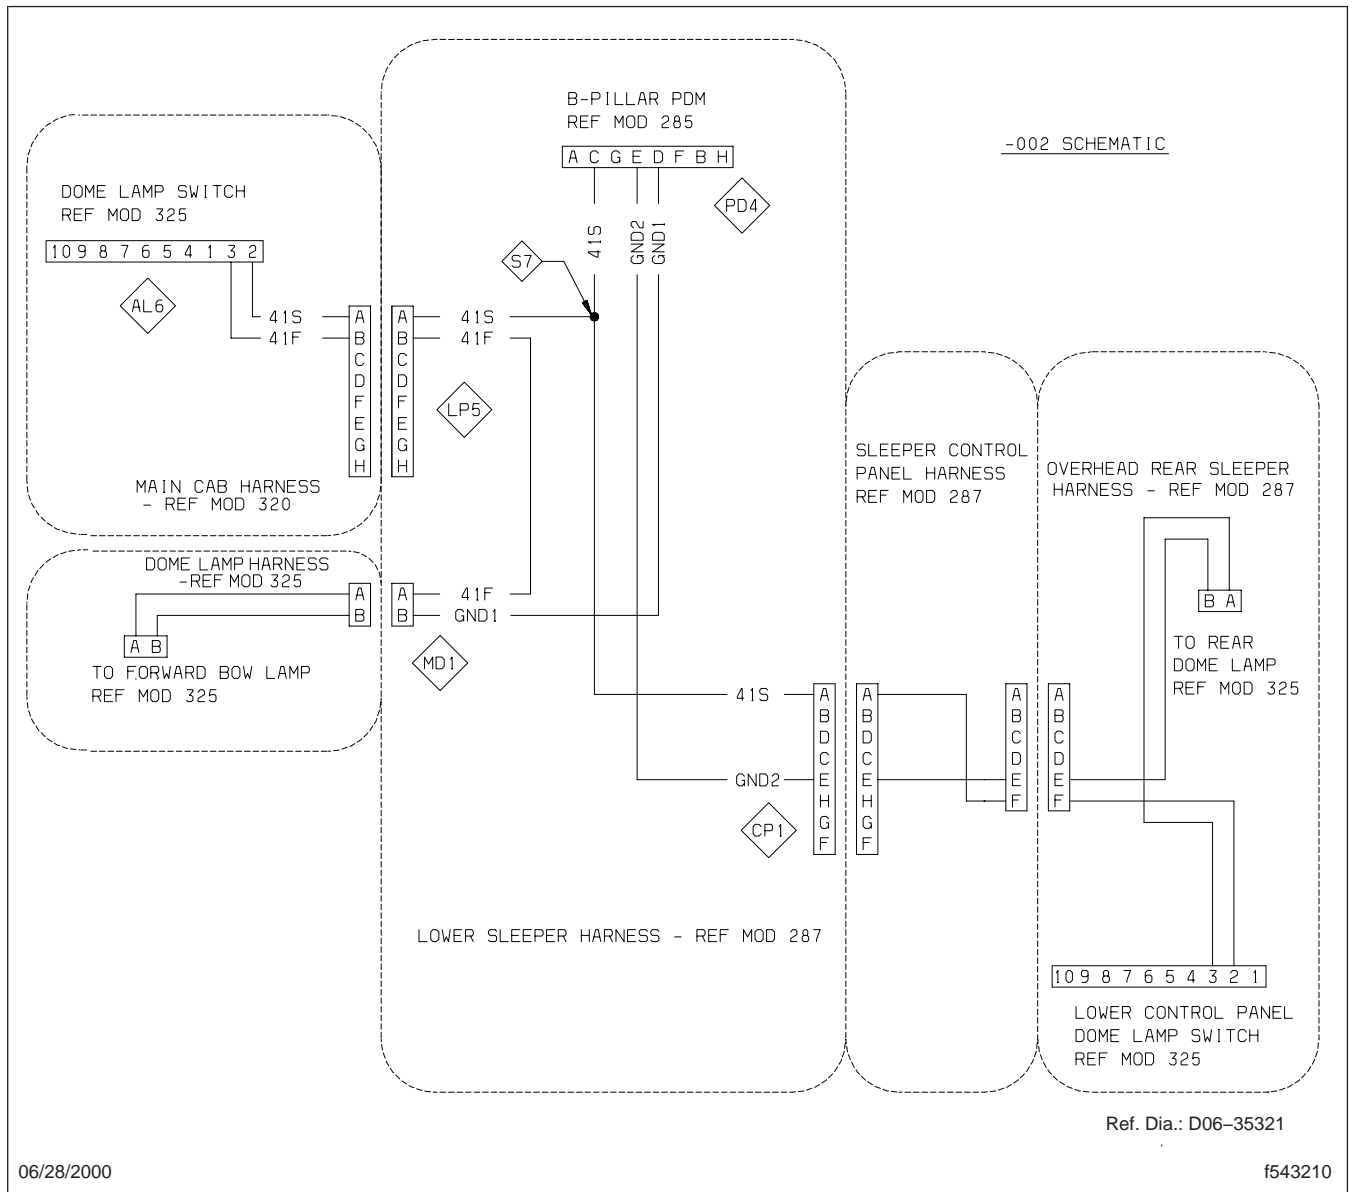 B-PILLAR PDM
REF MOD 285
A C G E D F B H
PD4
-002 SCHEMATIC
DOME LAMP SWITCH
REF MOD 325
10 9 8 7 6 5 4 1 3 2
AL6
41S
41F
A
B
C
D
F
E
G
H
MAIN CAB HARNESS
- REF MOD 320
A
B
C
D
F
E
G
H
41S
41F
LP5
S7
41S
GND2
GND1
DOME LAMP HARNESS
-REF MOD 325
A
B
A B
TO FORWARD BOW LAMP
REF MOD 325
A
B
41F
GND1
MD1
41S
GND2
CP1
A
B
D
C
E
H
G
F
LOWER SLEEPER HARNESS - REF MOD 287
SLEEPER CONTROL
PANEL HARNESS
REF MOD 287
A
B
D
C
E
H
G
F
A
B
C
D
E
F
OVERHEAD REAR SLEEPER
HARNESS - REF MOD 287
B A
TO REAR
DOME LAMP
REF MOD 325
A
B
C
D
E
F
10 9 8 7 6 5 4 3 2 1
LOWER CONTROL PANEL
DOME LAMP SWITCH
REF MOD 325
Ref. Dia.: D06–35321
06/28/2000
f543210